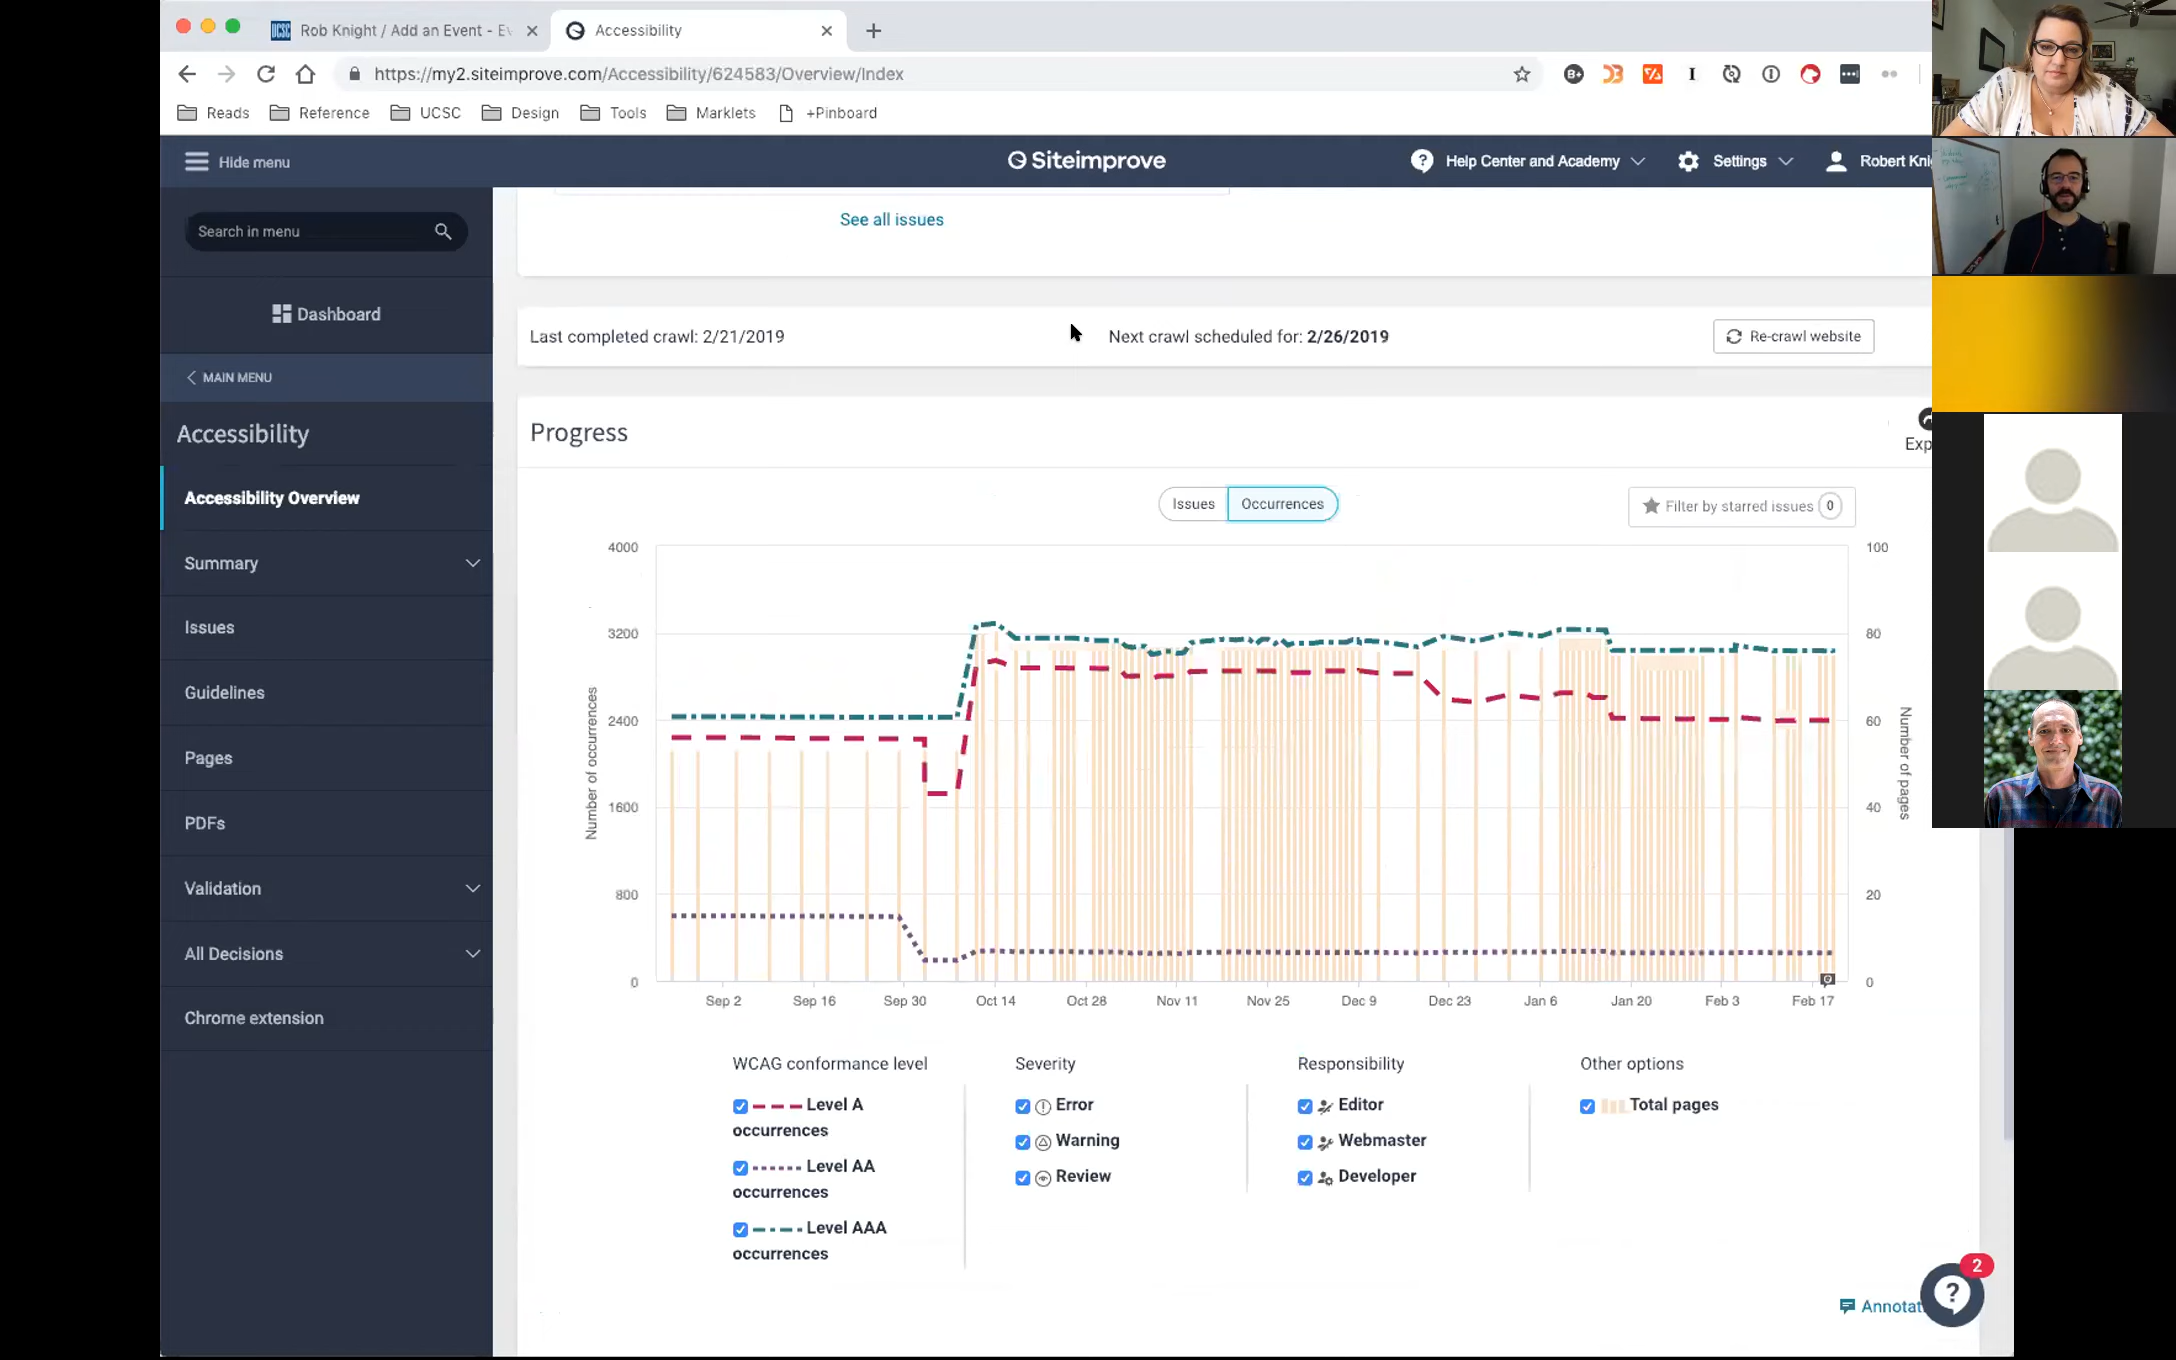 Rob Knight / Add an Event - Ev
Accessibility
https://my2.siteimprove.com/Accessibility/624583/Overview/Index
Reads
Reference
UCSC
Design
Tools
Marklets
+Pinboard
Hide menu
Siteimprove
Help Center and Academy
Settings
Robert Kni
Search in menu
Dashboard
MAIN MENU
Accessibility
Accessibility Overview
Summary
Issues
Guidelines
Pages
PDFs
Validation
All Decisions
Chrome extension
See all issues
Last completed crawl: 2/21/2019
Next crawl scheduled for: 2/26/2019
Re-crawl website
Progress
Exp
Issues
Occurrences
Filter by starred issues 0
4000
3200
2400
1600
800
0
Number of occurrences
100
80
60
40
20
0
Number of pages
Sep 2
Sep 16
Sep 30
Oct 14
Oct 28
Nov 11
Nov 25
Dec 9
Dec 23
Jan 6
Jan 20
Feb 3
Feb 17
WCAG conformance level
Level A
occurrences
Level AA
occurrences
Level AAA
occurrences
Severity
Error
Warning
Review
Responsibility
Editor
Webmaster
Developer
Other options
Total pages
Annotat
2